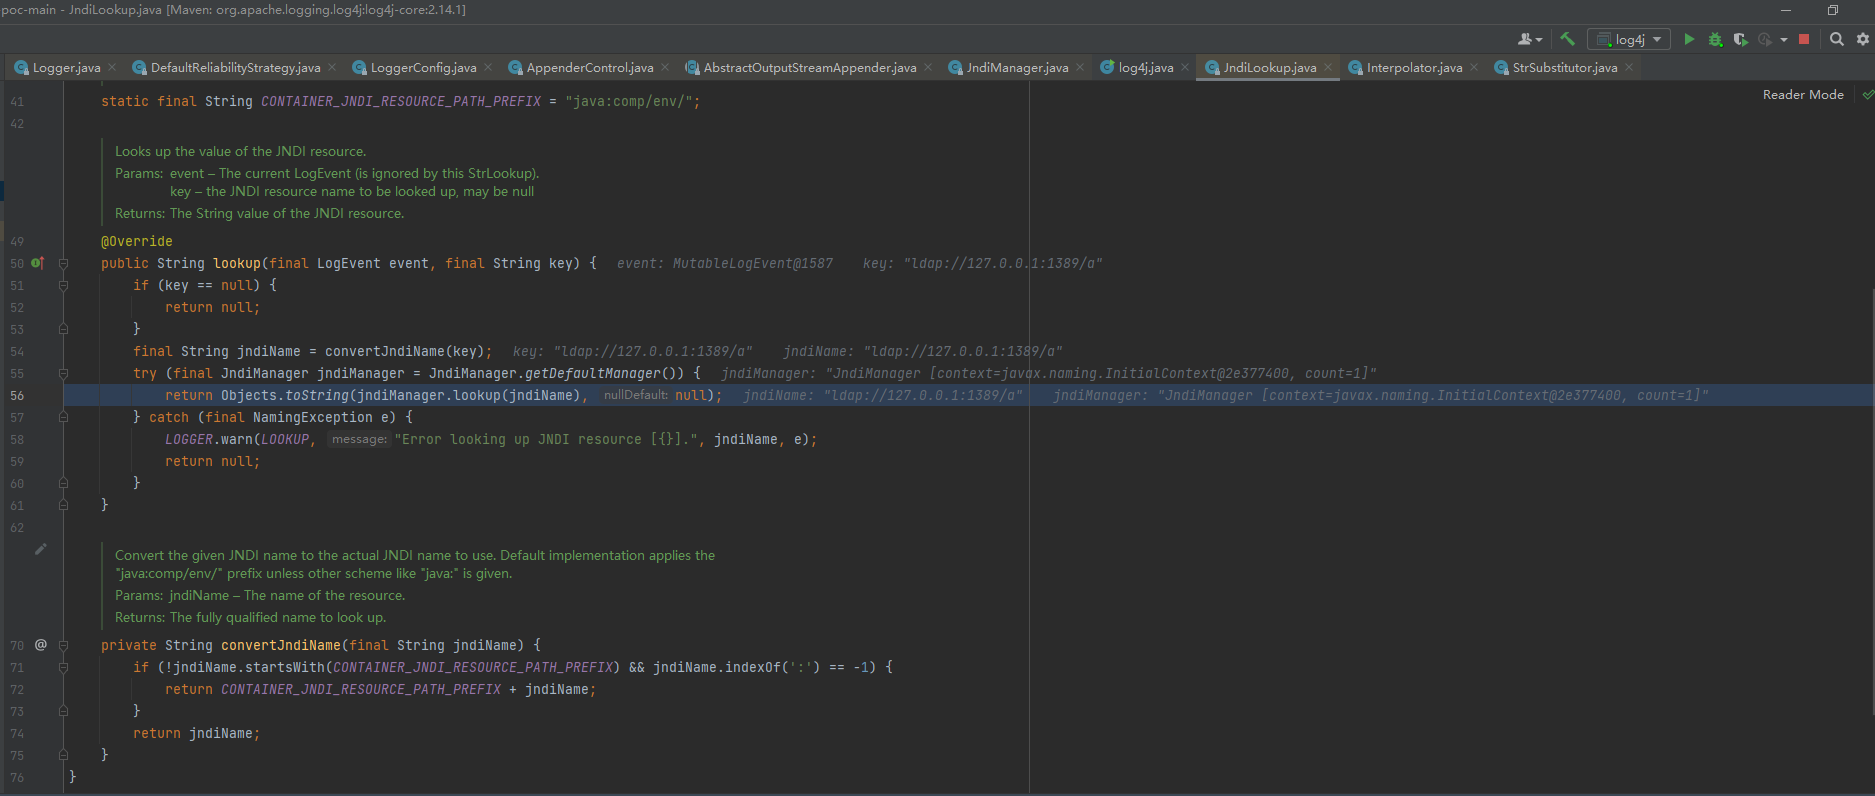 poc-main - JndiLookup.java [Maven: org.apache.logging.log4j:log4j-core:2.14.1]
log4j
Logger.java DefaultReliabilityStrategy.java LoggerConfig.java AppenderControl.java AbstractOutputStreamAppender.java JndiManager.java log4j.java JndiLookup.java Interpolator.java StrSubstitutor.java
Reader Mode
41 static final String CONTAINER_JNDI_RESOURCE_PATH_PREFIX = "java:comp/env/";
42
Looks up the value of the JNDI resource.
Params: event – The current LogEvent (is ignored by this StrLookup).
key – the JNDI resource name to be looked up, may be null
Returns: The String value of the JNDI resource.
49 @Override
50 public String lookup(final LogEvent event, final String key) { event: MutableLogEvent@1587 key: "ldap://127.0.0.1:1389/a"
51 if (key == null) {
52 return null;
53 }
54 final String jndiName = convertJndiName(key); key: "ldap://127.0.0.1:1389/a" jndiName: "ldap://127.0.0.1:1389/a"
55 try (final JndiManager jndiManager = JndiManager.getDefaultManager()) { jndiManager: "JndiManager [context=javax.naming.InitialContext@2e377400, count=1]"
56 return Objects.toString(jndiManager.lookup(jndiName), nullDefault: null); jndiName: "ldap://127.0.0.1:1389/a" jndiManager: "JndiManager [context=javax.naming.InitialContext@2e377400, count=1]"
57 } catch (final NamingException e) {
58 LOGGER.warn(LOOKUP, message: "Error looking up JNDI resource [{}].", jndiName, e);
59 return null;
60 }
61 }
62
Convert the given JNDI name to the actual JNDI name to use. Default implementation applies the
"java:comp/env/" prefix unless other scheme like "java:" is given.
Params: jndiName – The name of the resource.
Returns: The fully qualified name to look up.
70 @ private String convertJndiName(final String jndiName) {
71 if (!jndiName.startsWith(CONTAINER_JNDI_RESOURCE_PATH_PREFIX) && jndiName.indexOf(':') == -1) {
72 return CONTAINER_JNDI_RESOURCE_PATH_PREFIX + jndiName;
73 }
74 return jndiName;
75 }
76 }